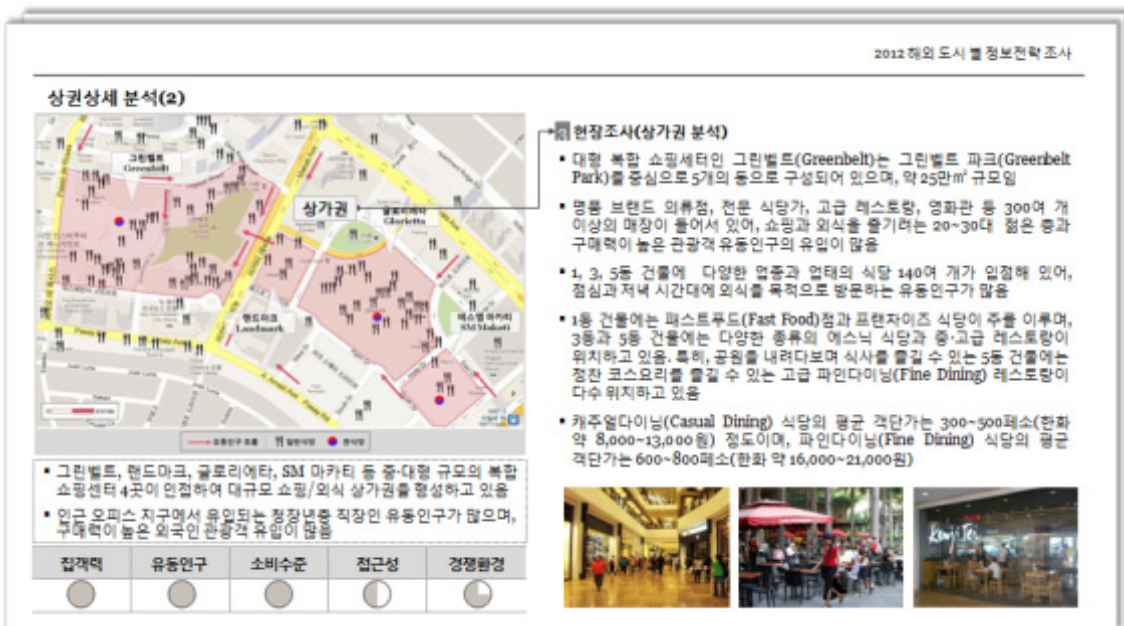 2012 해외 도시 별 정보전략 조사
상권상세 분석(2)
그린벨트
Greenbelt
상가권
글로리에타
Glorietta
랜드마크
Landmark
에스엠 마카티
SM Makati
유동인구 흐름
일반식당
한식당
그린벨트, 랜드마크, 글로리에타, SM 마카티 등 중·대형 규모의 복합
쇼핑센터 4곳이 인접하여 대규모 쇼핑/외식 상가권를 형성하고 있음
인근 오피스 지구에서 유입되는 청장년층 직장인 유동인구가 많으며,
구매력이 높은 외국인 관광객 유입이 많음
집객력 유동인구 소비수준 접근성 경쟁환경
현장조사(상가권 분석)
대형 복합 쇼핑세터인 그린벨트(Greenbelt)는 그린벨트 파크(Greenbelt
Park)를 중심으로 5개의 동으로 구성되어 있으며, 약 25만㎡ 규모임
명품 브랜드 의류점, 전문 식당가, 고급 레스토랑, 영화관 등 300여 개
이상의 매장이 들어서 있어, 쇼핑과 외식을 즐기려는 20~30대 젊은 층과
구매력이 높은 관광객 유동인구의 유입이 많음
1, 3, 5동 건물에 다양한 업종과 업태의 식당 140여 개가 입점해 있어,
점심과 저녁 시간대에 외식를 목적으로 방문하는 유동인구가 많음
1동 건물에는 패스트푸드(Fast Food)점과 프랜차이즈 식당이 주를 이루며,
3동과 5동 건물에는 다양한 종류의 에스닉 식당과 중·고급 레스토랑이
위치하고 있음. 특히, 공원를 내려다보며 식사를 즐길 수 있는 5동 건물에는
정찬 코스요리를 즐길 수 있는 고급 파인다이닝(Fine Dining) 레스토랑이
다수 위치하고 있음
캐주얼다이닝(Casual Dining) 식당의 평균 객단가는 300~500페소(한화
약 8,000~13,000원) 정도이며, 파인다이닝(Fine Dining) 식당의 평균
객단가는 600~800페소(한화 약 16,000~21,000원)